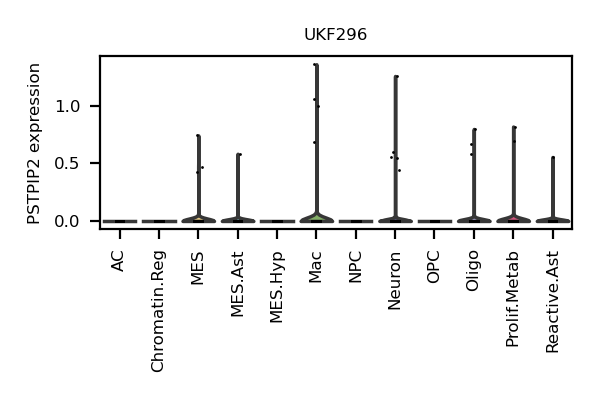 UKF296
PSTPIP2 expression
1.0
0.5
0.0
AC
Chromatin.Reg
MES
MES.Ast
MES.Hyp
Mac
NPC
Neuron
OPC
Oligo
Prolif.Metab
Reactive.Ast